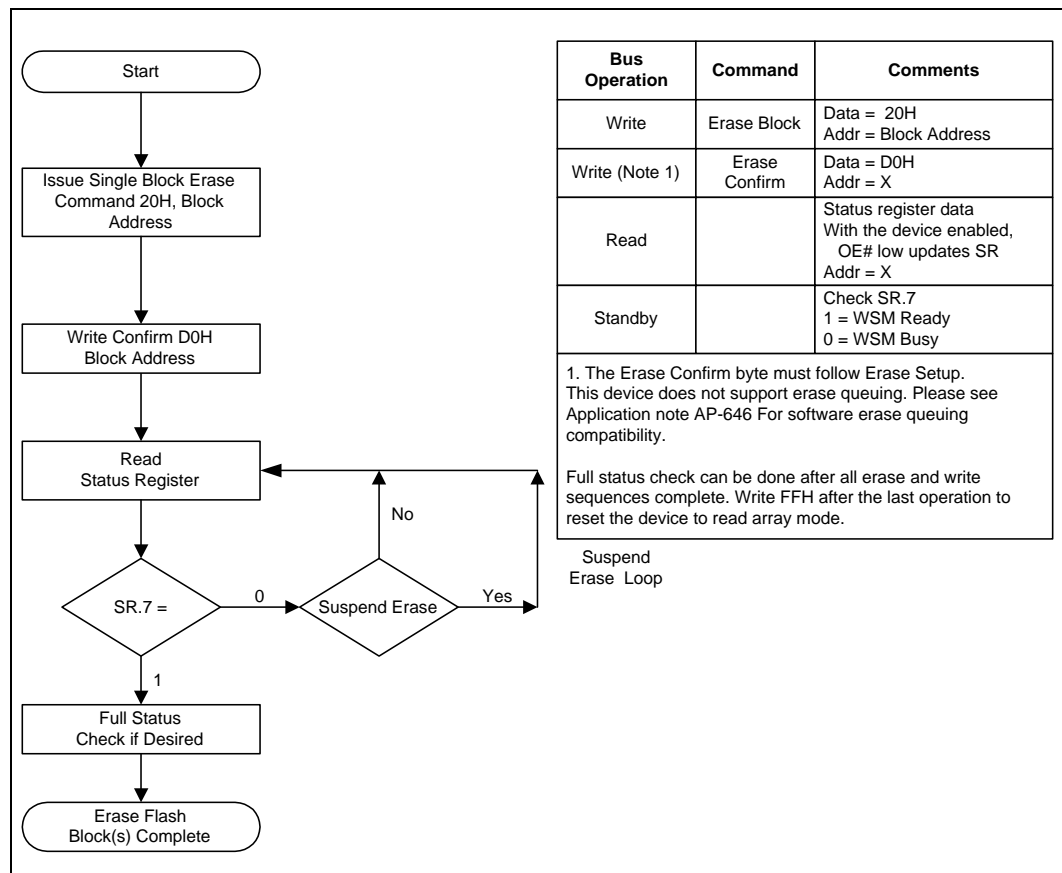 Start
Issue Single Block Erase
Command 20H, Block
Address
Write Confirm D0H
Block Address
Read
Status Register
No
SR.7 =
0
Suspend Erase
Yes
1
Full Status
Check if Desired
Erase Flash
Block(s) Complete
Bus
Operation
Command
Comments
Write
Erase Block
Data = 20H
Addr = Block Address
Write (Note 1)
Erase
Confirm
Data = D0H
Addr = X
Read
Status register data
With the device enabled,
OE# low updates SR
Addr = X
Standby
Check SR.7
1 = WSM Ready
0 = WSM Busy
1. The Erase Confirm byte must follow Erase Setup.
This device does not support erase queuing. Please see
Application note AP-646 For software erase queuing
compatibility.
Full status check can be done after all erase and write
sequences complete. Write FFH after the last operation to
reset the device to read array mode.
Suspend
Erase Loop